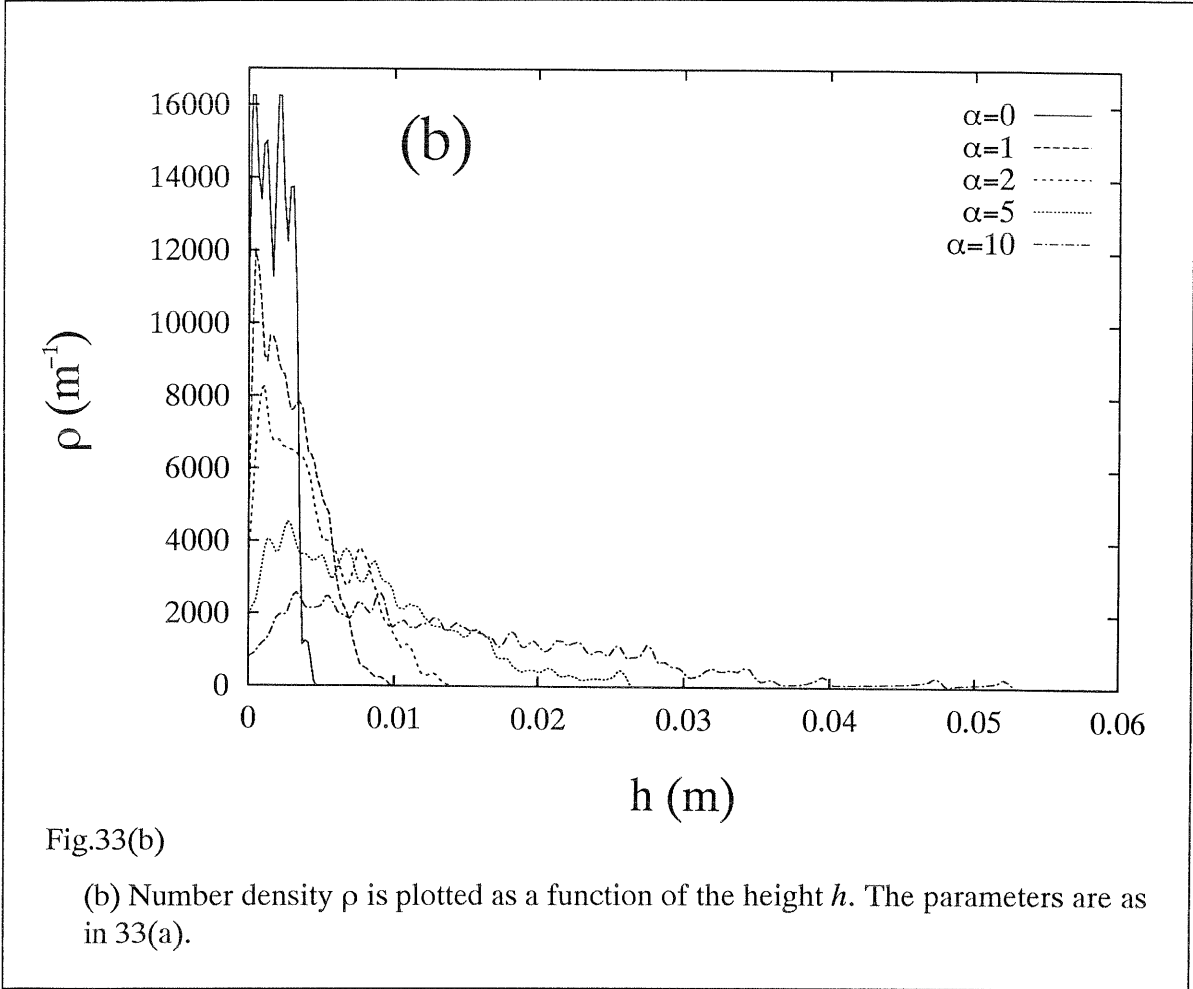 16000
14000
12000
10000
8000
6000
4000
2000
0
ρ (m⁻¹)
(b)
α=0
α=1
α=2
α=5
α=10
0 0.01 0.02 0.03 0.04 0.05 0.06
h (m)
Fig.33(b)
(b) Number density ρ is plotted as a function of the height h. The parameters are as
in 33(a).